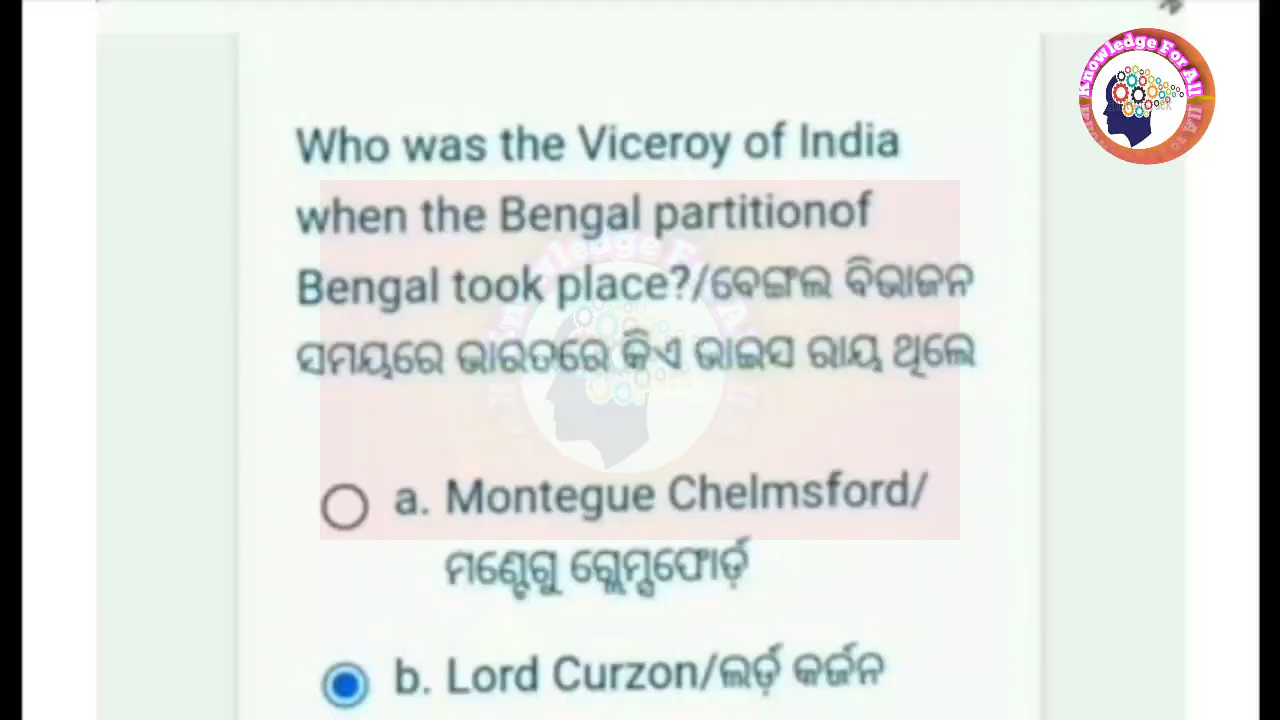 Knowledge For All
Who was the Viceroy of India
when the Bengal partitionof
Bengal took place?/ବେଙ୍ଗଲ ବିଭାଜନ
ସମୟରେ ଭାରତରେ କିଏ ଭାଇସ ରାୟ ଥିଲେ
a. Montegue Chelmsford/
ମଣ୍ଟେଗୁ ଚ୍ଲେମ୍ସଫୋର୍ଡ଼
b. Lord Curzon/ଲର୍ଡ଼ କର୍ଜନ